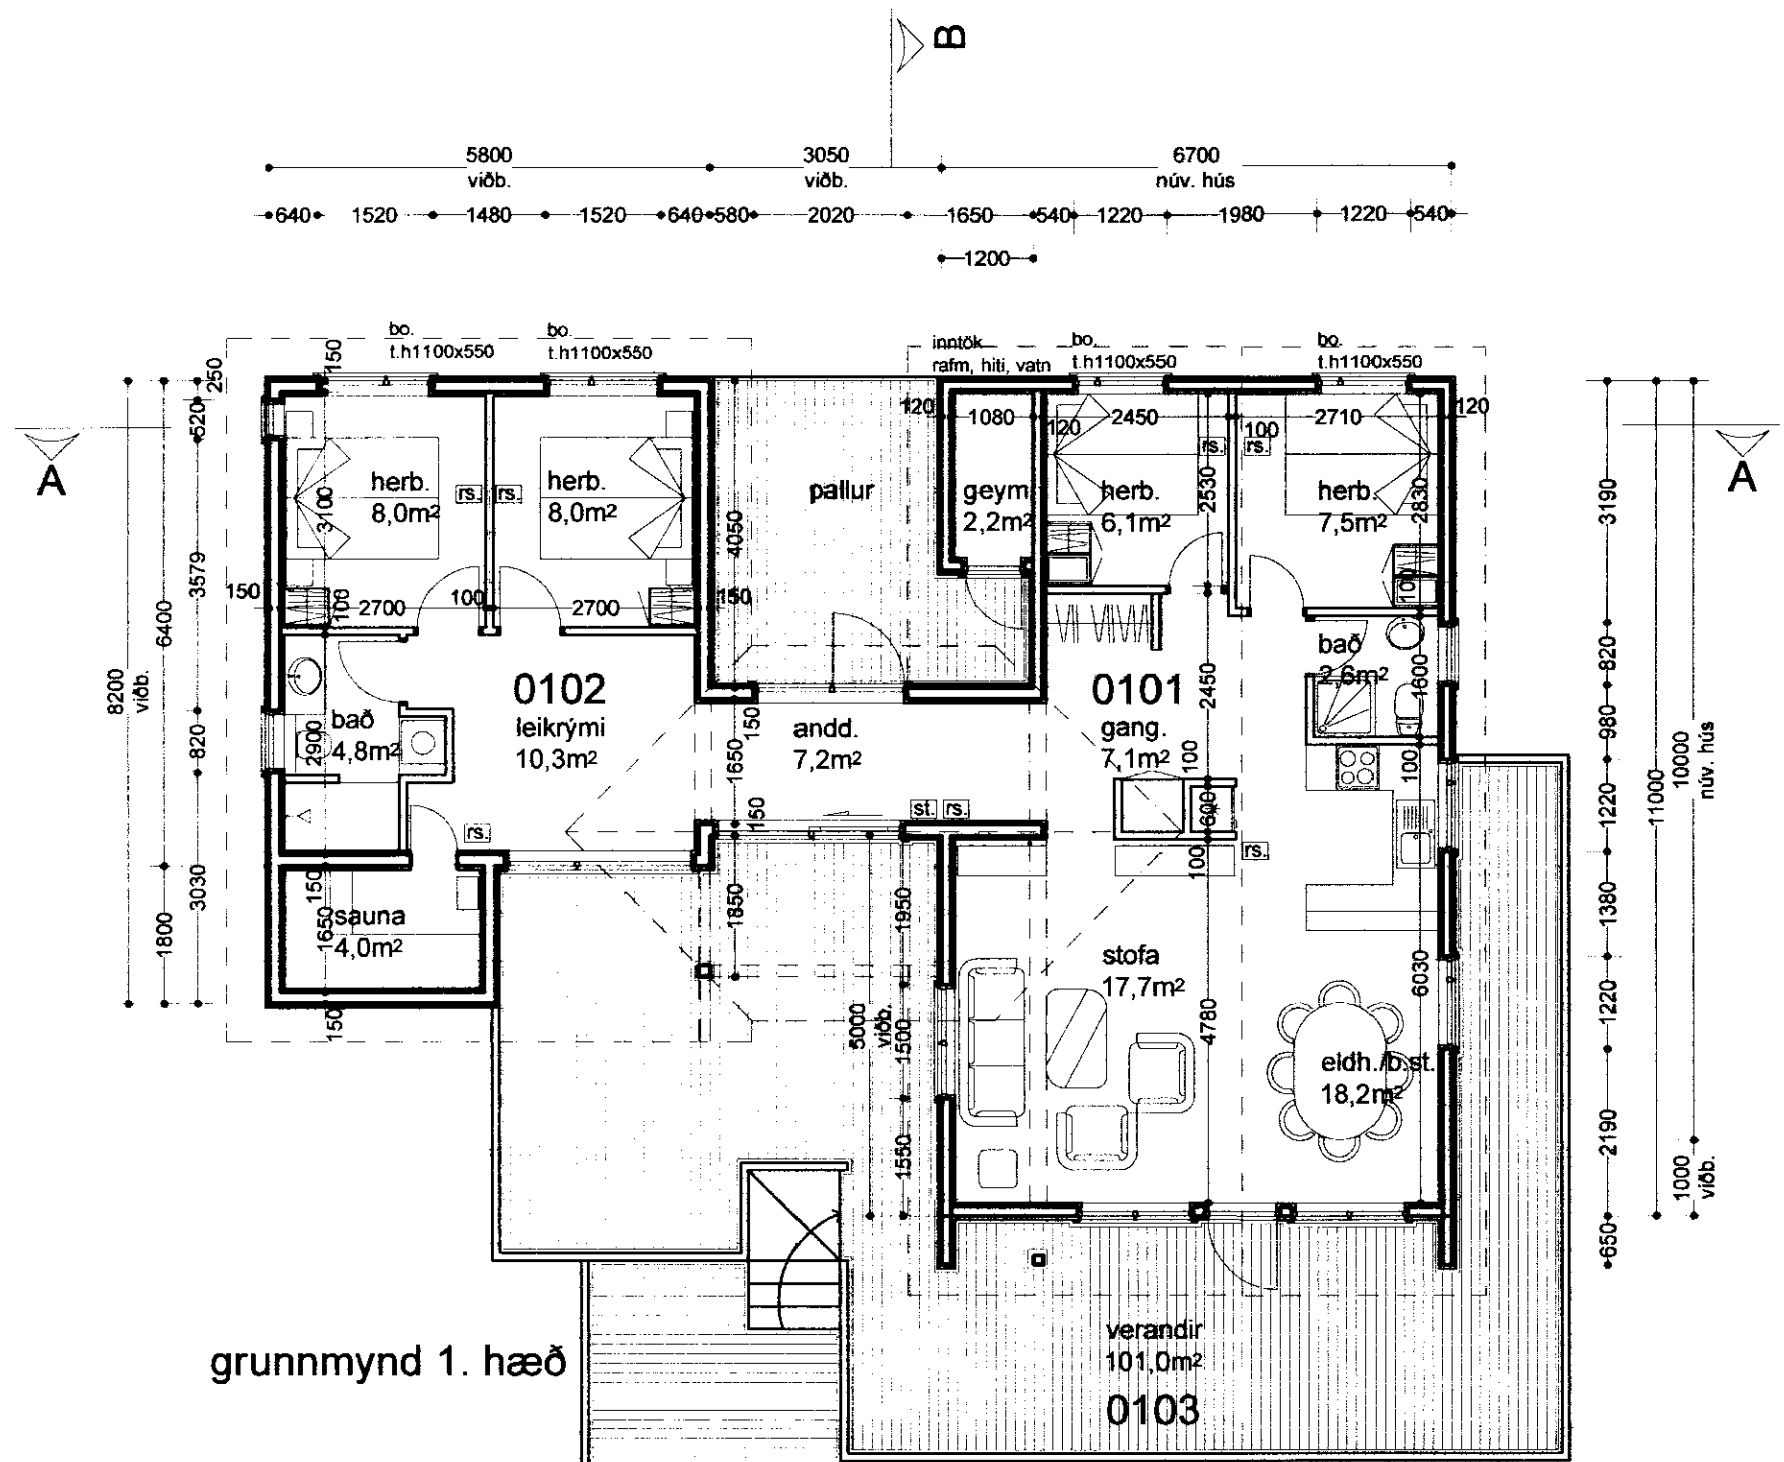 B
5800
viðb.
3050
viðb.
6700
núv. hús
640
1520
1480
1520
640
580
2020
1650
540
1220
1980
1220
540
1200
bo.
t.h1100x550
bo.
t.h1100x550
inntök
rafm, hiti, vatn
bo.
t.h1100x550
bo.
t.h1100x550
250
150
120
1080
120
2450
100
2710
120
A
A
520
3579
820
3030
6400
1800
8200
viðb.
herb.
8,0m²
rs.
rs.
herb.
8,0m²
3100
pallur
4050
geym
2,2m²
herb.
6,1m²
rs.
rs.
2530
herb.
7,5m²
2830
3190
150
100
2700
100
2700
150
100
0102
leikrými
10,3m²
bað
4,8m²
2900
andd.
7,2m²
150
1650
150
0101
gang.
7,1m²
2450
100
600
100
bað
2,6m²
1600
100
820
980
1220
1380
1220
2190
650
11000
10000
núv. hús
1000
viðb.
rs.
st.
rs.
rs.
sauna
4,0m²
150
1650
150
1850
1950
5000
viðb.
1500
1550
stofa
17,7m²
4780
6030
eldh./b.st.
18,2m²
grunnmynd 1. hæð
verandir
101,0m²
0103